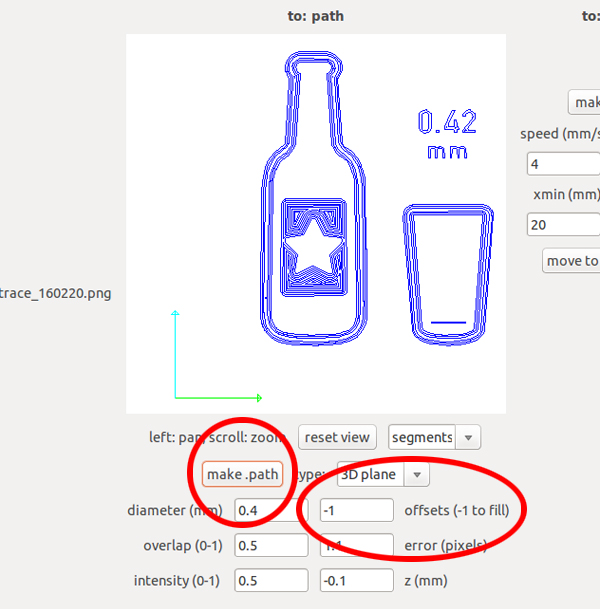 to: path
to:
0.42
mm
mak
speed (mm/s
4
xmin (mm)
20
move to
trace_160220.png
left: pan, scroll: zoom
reset view
segments
make .path
type:
3D plane
diameter (mm)
0.4
-1
offsets (-1 to fill)
overlap (0-1)
0.5
1.1
error (pixels)
intensity (0-1)
0.5
-0.1
z (mm)